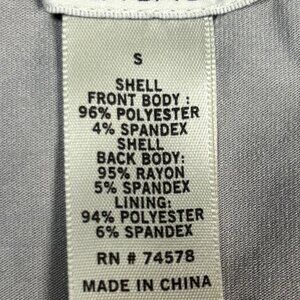 S
SHELL
FRONT BODY :
96% POLYESTER
4% SPANDEX
SHELL
BACK BODY:
95% RAYON
5% SPANDEX
LINING:
94% POLYESTER
6% SPANDEX
RN # 74578
MADE IN CHINA